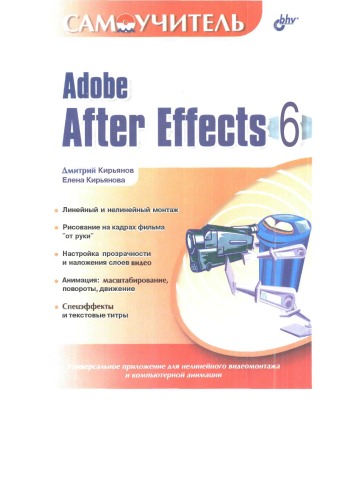 САМОУЧИТЕЛЬ
bhv®
Adobe
After Effects 6
Дмитрий Кирьянов
Елена Кирьянова
Линейный и нелинейный монтаж
Рисование на кадрах фильма
"от руки"
Настройка прозрачности
и наложения слоев видео
Анимация: масштабирование,
повороты, движение
Спецэффекты
и текстовые титры
Универсальное приложение для нелинейного видеомонтажа
и компьютерной анимации